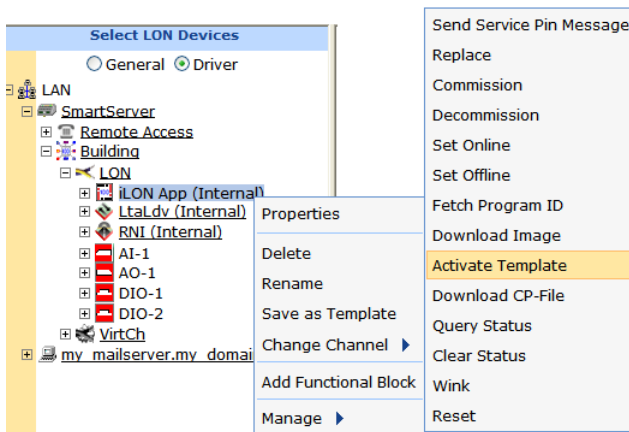 Select LON Devices
General Driver
LAN
SmartServer
Remote Access
Building
LON
iLON App (Internal)
LtaLdv (Internal)
RNI (Internal)
AI-1
AO-1
DIO-1
DIO-2
VirtCh
my_mailserver.my_domai
Properties
Delete
Rename
Save as Template
Change Channel
Add Functional Block
Manage
Send Service Pin Message
Replace
Commission
Decommission
Set Online
Set Offline
Fetch Program ID
Download Image
Activate Template
Download CP-File
Query Status
Clear Status
Wink
Reset